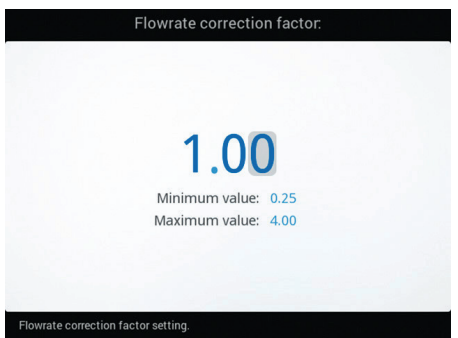 Flowrate correction factor:
1.00
Minimum value: 0.25
Maximum value: 4.00
Flowrate correction factor setting.